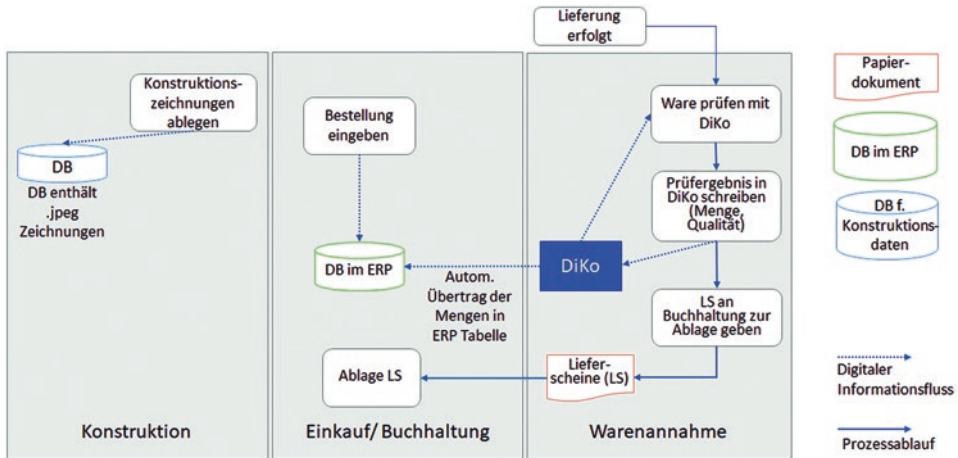 Lieferung
erfolgt
Konstruktions-
zeichnungen
ablegen
DB
DB enthält
.jpeg
Zeichnungen
Konstruktion
Bestellung
eingeben
DB im ERP
Autom.
Übertrag der
Mengen in
ERP Tabelle
Ablage LS
Einkauf/ Buchhaltung
Ware prüfen mit
DiKo
Prüfergebnis in
DiKo schreiben
(Menge,
Qualität)
DiKo
LS an
Buchhaltung zur
Ablage geben
Liefer-
scheine (LS)
Warenannahme
Papier-
dokument
DB im ERP
DB f.
Konstruktions-
daten
Digitaler
Informationsfluss
Prozessablauf